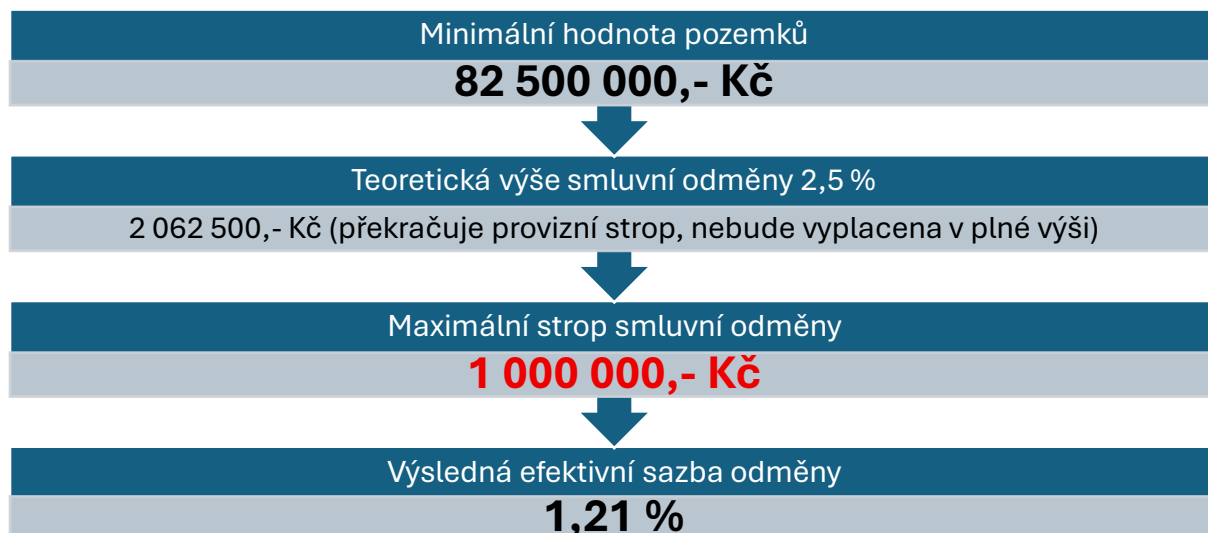 Minimální hodnota pozemků
82 500 000,- Kč
Teoretická výše smluvní odměny 2,5 %
2 062 500,- Kč (překračuje provizní strop, nebude vyplacena v plné výši)
Maximální strop smluvní odměny
1 000 000,- Kč
Výsledná efektivní sazba odměny
1,21 %